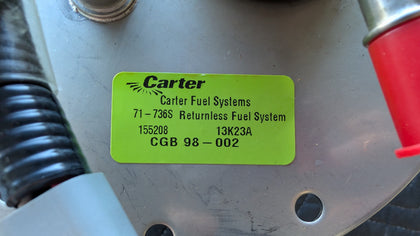 Carter
Carter Fuel Systems
71-736S Returnless Fuel System
155208 13K23A
CGB 98-002